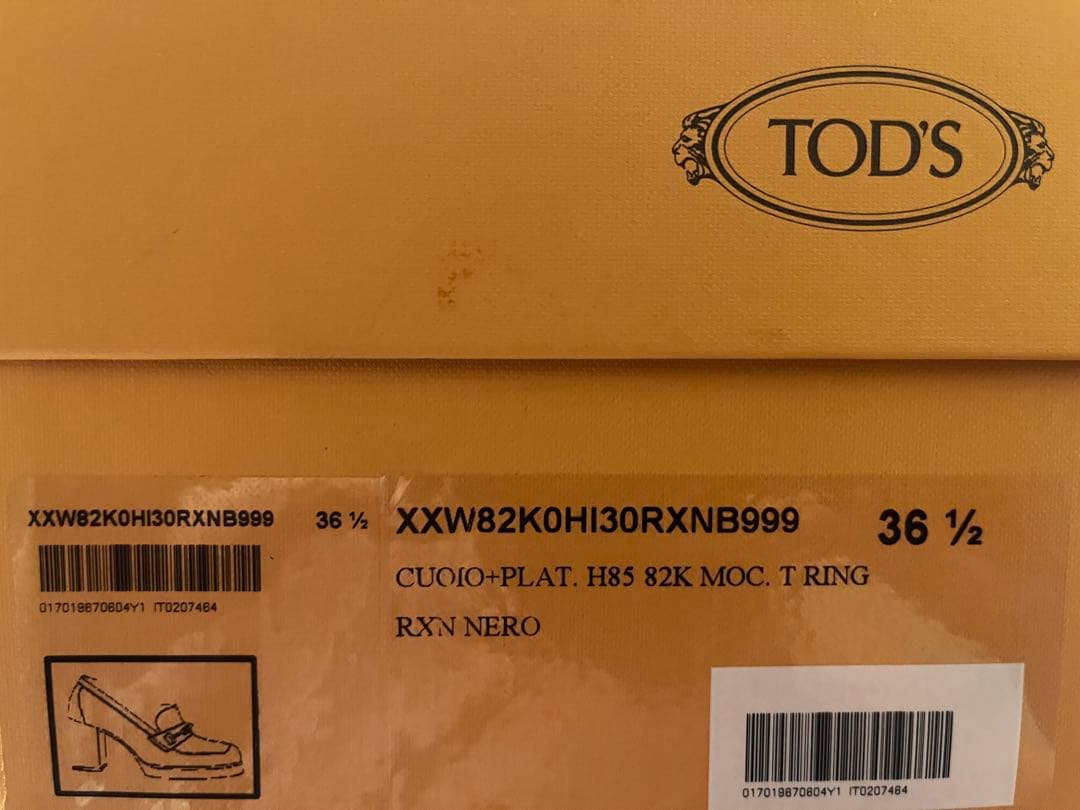 TOD'S
XXW82K0HI30RXNB999 36 ½
017019670604Y1 IT0207464
XXW82K0HI30RXNB999 36 ½
CUOIO+PLAT. H85 82K MOC. T RING
RXN NERO
017019670604Y1 IT0207464